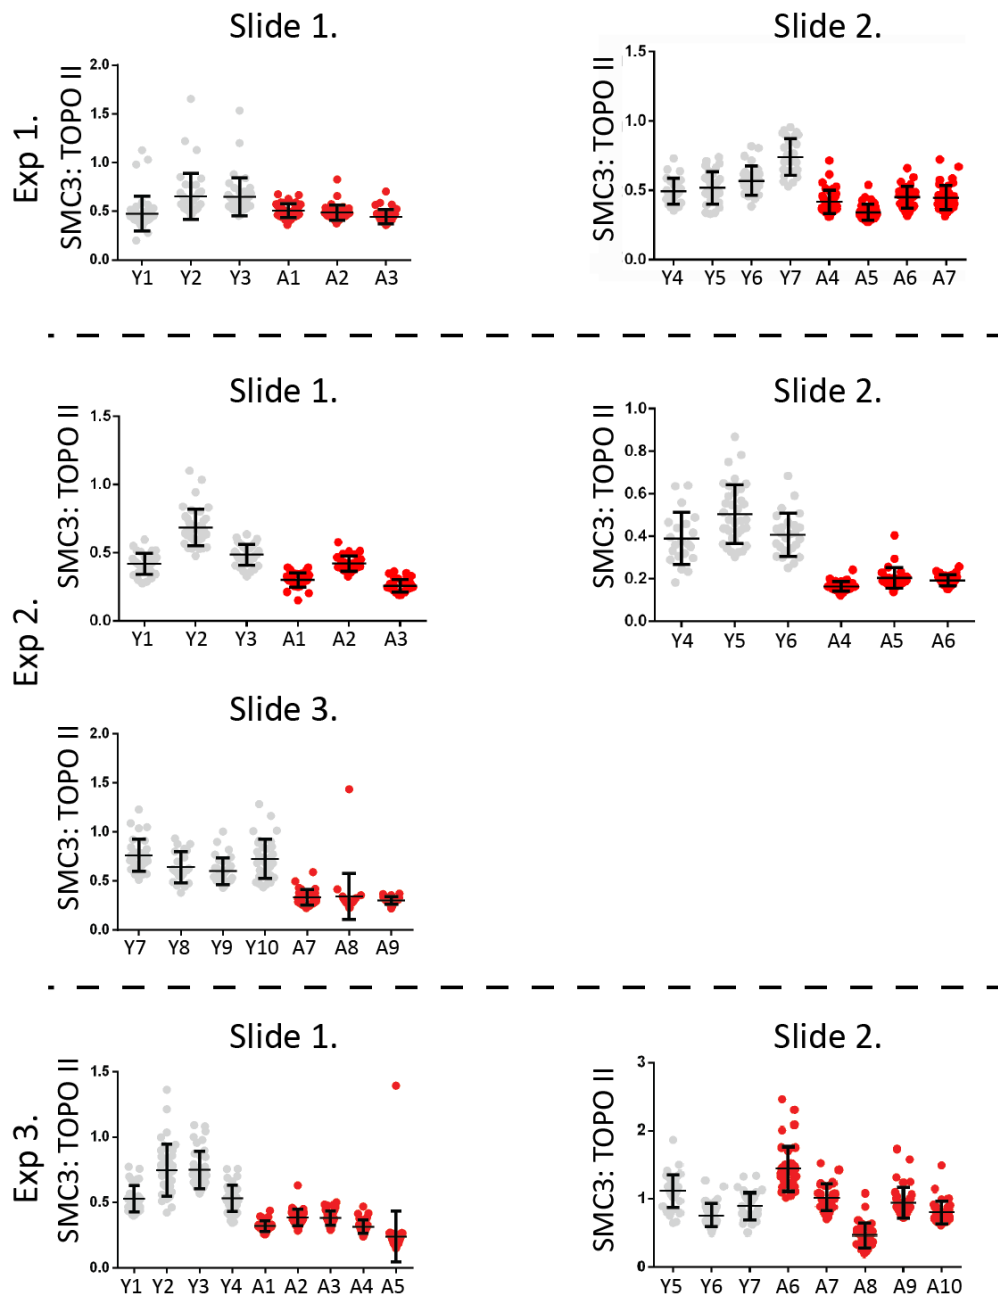 Slide 1.
Slide 2.
Exp 1.
SMC3: TOPO II
2.0
1.5
1.0
0.5
0.0
Y1 Y2 Y3 A1 A2 A3
SMC3: TOPO II
1.5
1.0
0.5
0.0
Y4 Y5 Y6 Y7 A4 A5 A6 A7
Exp 2.
Slide 1.
Slide 2.
SMC3: TOPO II
1.5
1.0
0.5
0.0
Y1 Y2 Y3 A1 A2 A3
SMC3: TOPO II
1.0
0.8
0.6
0.4
0.2
0.0
Y4 Y5 Y6 A4 A5 A6
Slide 3.
SMC3: TOPO II
2.0
1.5
1.0
0.5
0.0
Y7 Y8 Y9 Y10 A7 A8 A9
Exp 3.
Slide 1.
Slide 2.
SMC3: TOPO II
1.5
1.0
0.5
0.0
Y1 Y2 Y3 Y4 A1 A2 A3 A4 A5
SMC3: TOPO II
3
2
1
0
Y5 Y6 Y7 A6 A7 A8 A9 A10